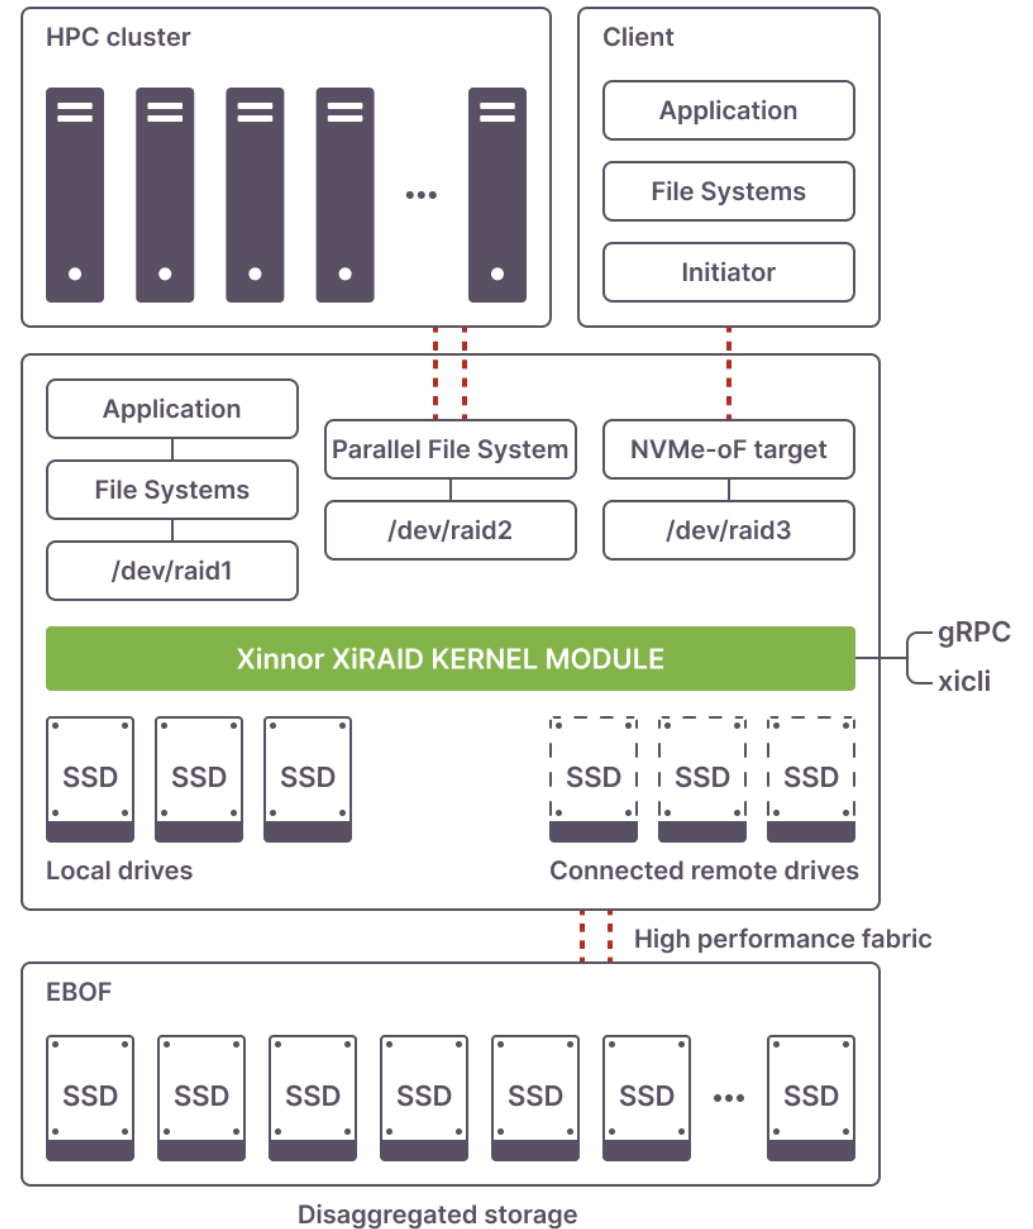 HPC cluster
...
Client
Application
File Systems
Initiator
Application
File Systems
/dev/raid1
Parallel File System
/dev/raid2
NVMe-oF target
/dev/raid3
Xinnor XiRAID KERNEL MODULE
gRPC
xicli
SSD SSD SSD
Local drives
SSD SSD SSD
Connected remote drives
High performance fabric
EBOF
SSD SSD SSD SSD SSD SSD ... SSD
Disaggregated storage